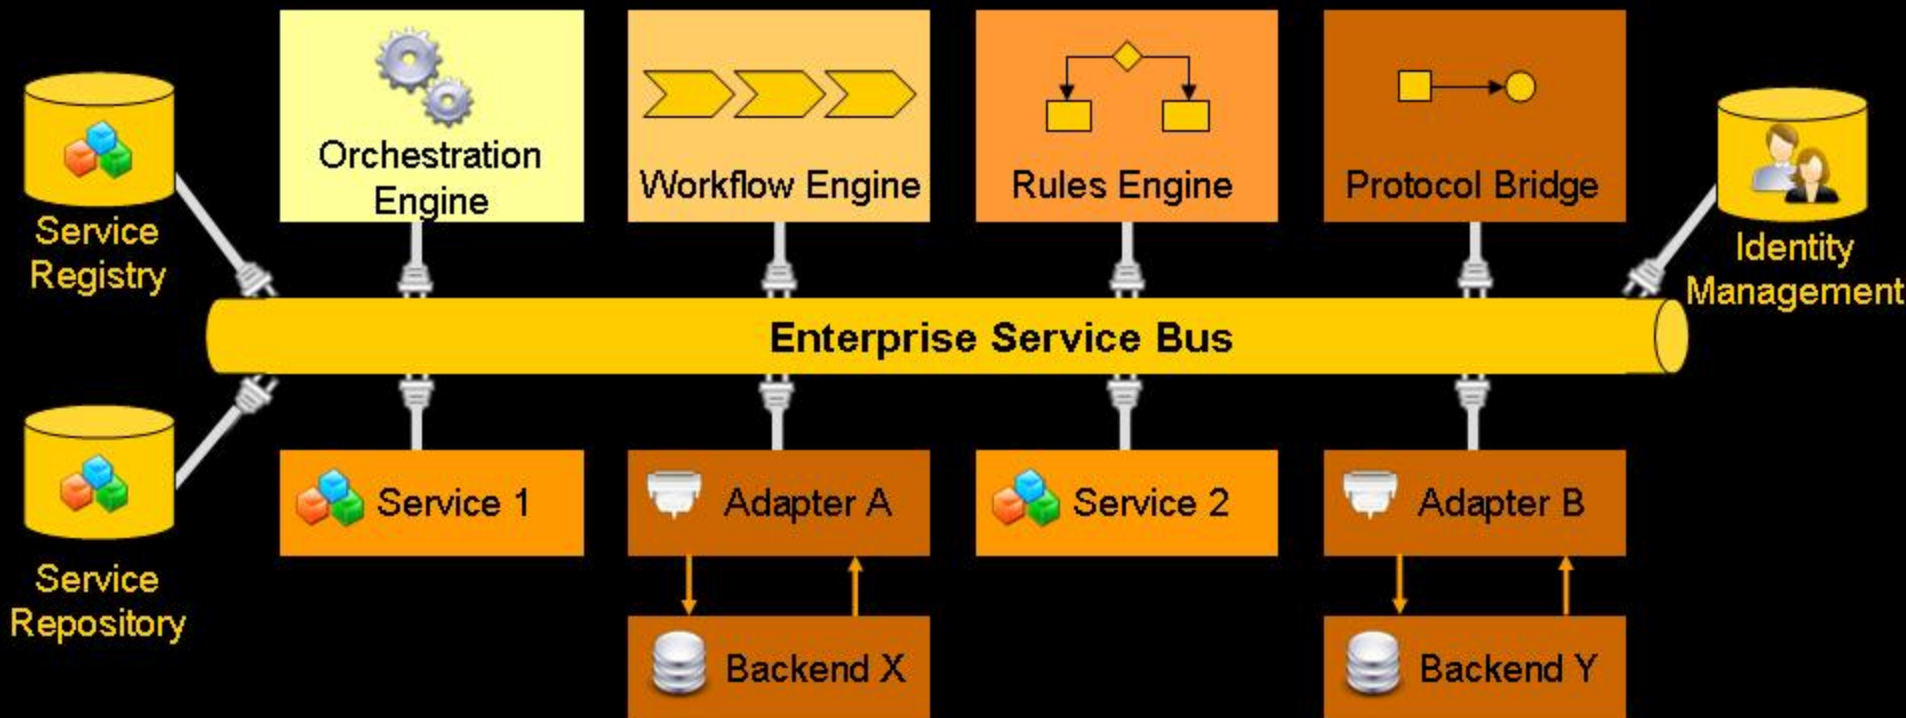 Orchestration
Engine
Workflow Engine
Rules Engine
Protocol Bridge
Service
Registry
Identity
Management
Enterprise Service Bus
Service 1
Adapter A
Service 2
Adapter B
Service
Repository
Backend X
Backend Y